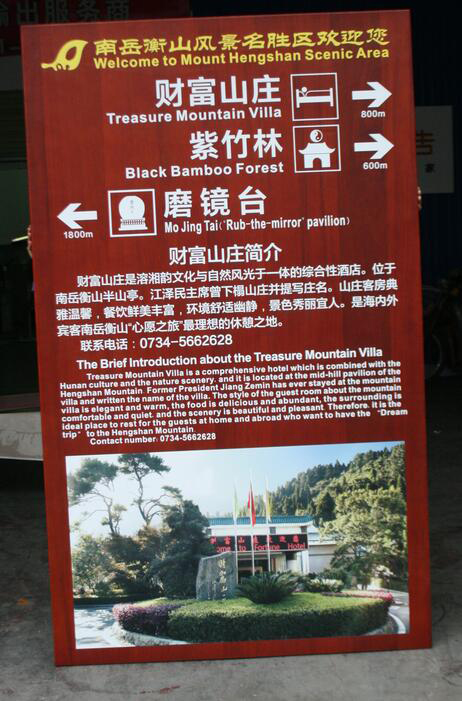 输出服务商
南岳衡山风景名胜区欢迎您
Welcome to Mount Hengshan Scenic Area
财富山庄
Treasure Mountain Villa
800m
紫竹林
Black Bamboo Forest
600m
磨镜台
Mo Jing Tai('Rub-the-mirror' pavilion)
1800m
财富山庄简介
财富山庄是溶湘韵文化与自然风光于一体的综合性酒店。位于
南岳衡山半山亭。江泽民主席曾下榻山庄并提写庄名。山庄客房典
雅温馨，餐饮鲜美丰富，环境舒适幽静，景色秀丽宜人。是海内外
宾客南岳衡山“心愿之旅”最理想的休憩之地。
联系电话：0734-5662628
The Brief Introduction about the Treasure Mountain Villa
Treasure Mountain Villa is a comprehensive hotel which is combined with the
Hunan culture and the nature scenery. and it is located at the mid-hill pavilion of the
Hengshan Mountain Former President Jiang Zemin has ever stayed at the mountain
villa and written the name of the villa. The style of the guest room about the mountain
villa is elegant and warm, the food is delicious and abundant, the surrounding is
comfortable and quiet. and the scenery is beautiful and pleasant Therefore. it is the
ideal place to rest for the guests at home and abroad who want to have the “Dream
trip” to the Hengshan Mountain
Contact number: 0734-5662628
ome to Fortune Hotel
告
家